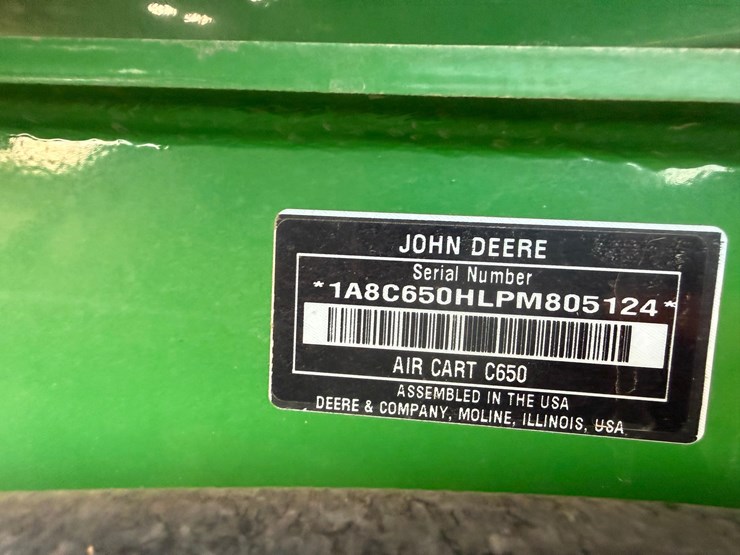 JOHN DEERE
Serial Number
*1A8C650HLPM805124*
AIR CART C650
ASSEMBLED IN THE USA
DEERE & COMPANY, MOLINE, ILLINOIS, USA